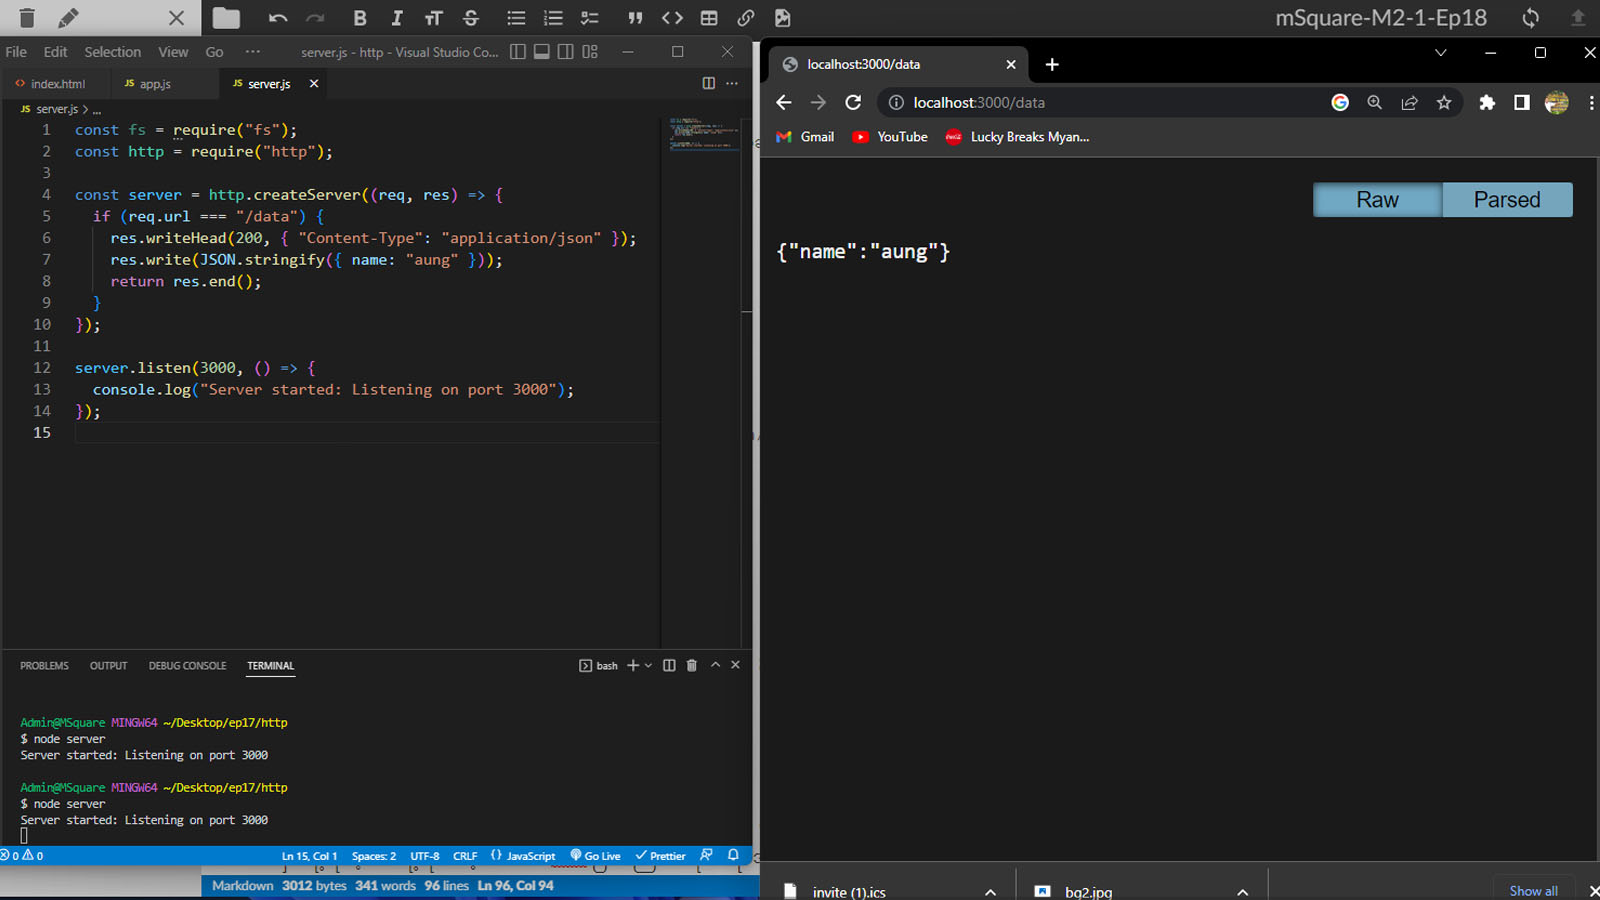 mSquare-M2-1-Ep18
File Edit Selection View Go ··· server.js - http - Visual Studio Co...
index.html JS app.js JS server.js
JS server.js > ...
1 const fs = require("fs");
2 const http = require("http");
3
4 const server = http.createServer((req, res) => {
5 if (req.url === "/data") {
6 res.writeHead(200, { "Content-Type": "application/json" });
7 res.write(JSON.stringify({ name: "aung" }));
8 return res.end();
9 }
10 });
11
12 server.listen(3000, () => {
13 console.log("Server started: Listening on port 3000");
14 });
15
PROBLEMS OUTPUT DEBUG CONSOLE TERMINAL bash
Admin@MSquare MINGW64 ~/Desktop/ep17/http
$ node server
Server started: Listening on port 3000
Admin@MSquare MINGW64 ~/Desktop/ep17/http
$ node server
Server started: Listening on port 3000
0 0 Ln 15, Col 1 Spaces: 2 UTF-8 CRLF {} JavaScript Go Live Prettier
Markdown 3012 bytes 341 words 96 lines Ln 96, Col 94
localhost:3000/data
localhost:3000/data
Gmail YouTube Lucky Breaks Myan...
Raw Parsed
{"name":"aung"}
invite (1).ics bg2.jpg Show all